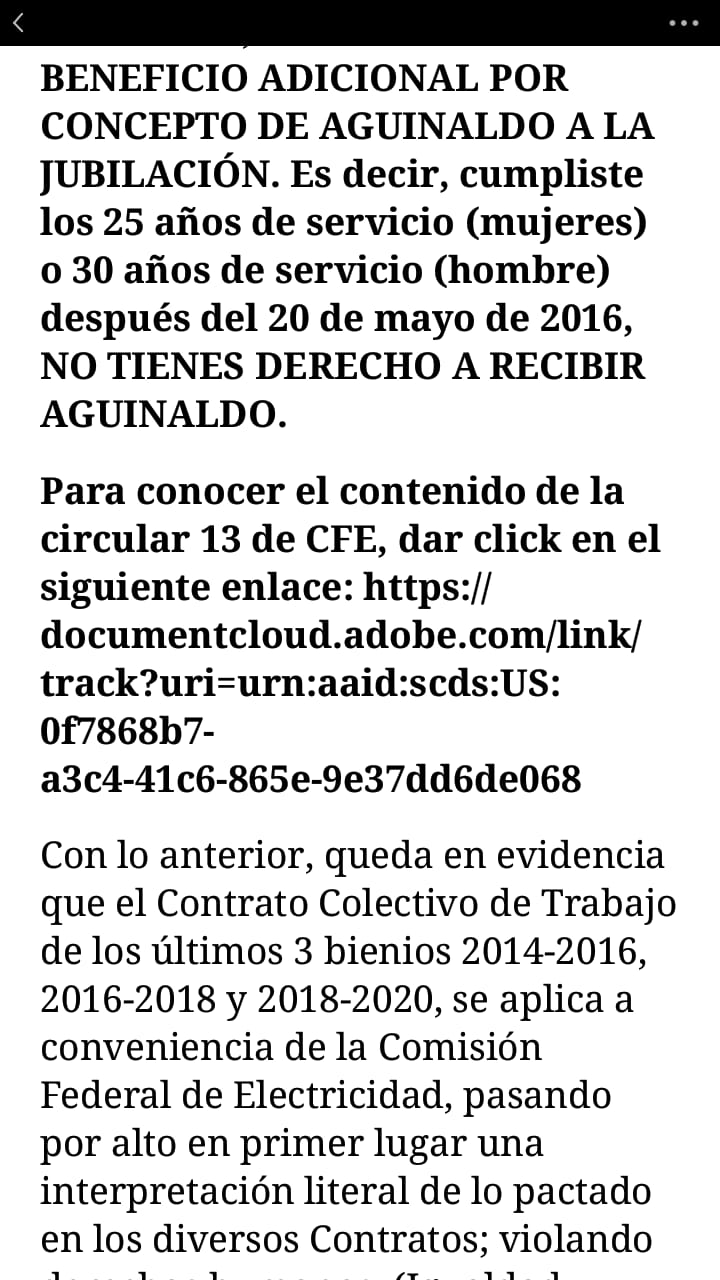 BENEFICIO ADICIONAL POR
CONCEPTO DE AGUINALDO A LA
JUBILACIÓN. Es decir, cumpliste
los 25 años de servicio (mujeres)
o 30 años de servicio (hombre)
después del 20 de mayo de 2016,
NO TIENES DERECHO A RECIBIR
AGUINALDO.
Para conocer el contenido de la
circular 13 de CFE, dar click en el
siguiente enlace: https://
documentcloud.adobe.com/link/
track?uri=urn:aaid:scds:US:
0f7868b7-
a3c4-41c6-865e-9e37dd6de068
Con lo anterior, queda en evidencia
que el Contrato Colectivo de Trabajo
de los últimos 3 bienios 2014-2016,
2016-2018 y 2018-2020, se aplica a
conveniencia de la Comisión
Federal de Electricidad, pasando
por alto en primer lugar una
interpretación literal de lo pactado
en los diversos Contratos; violando